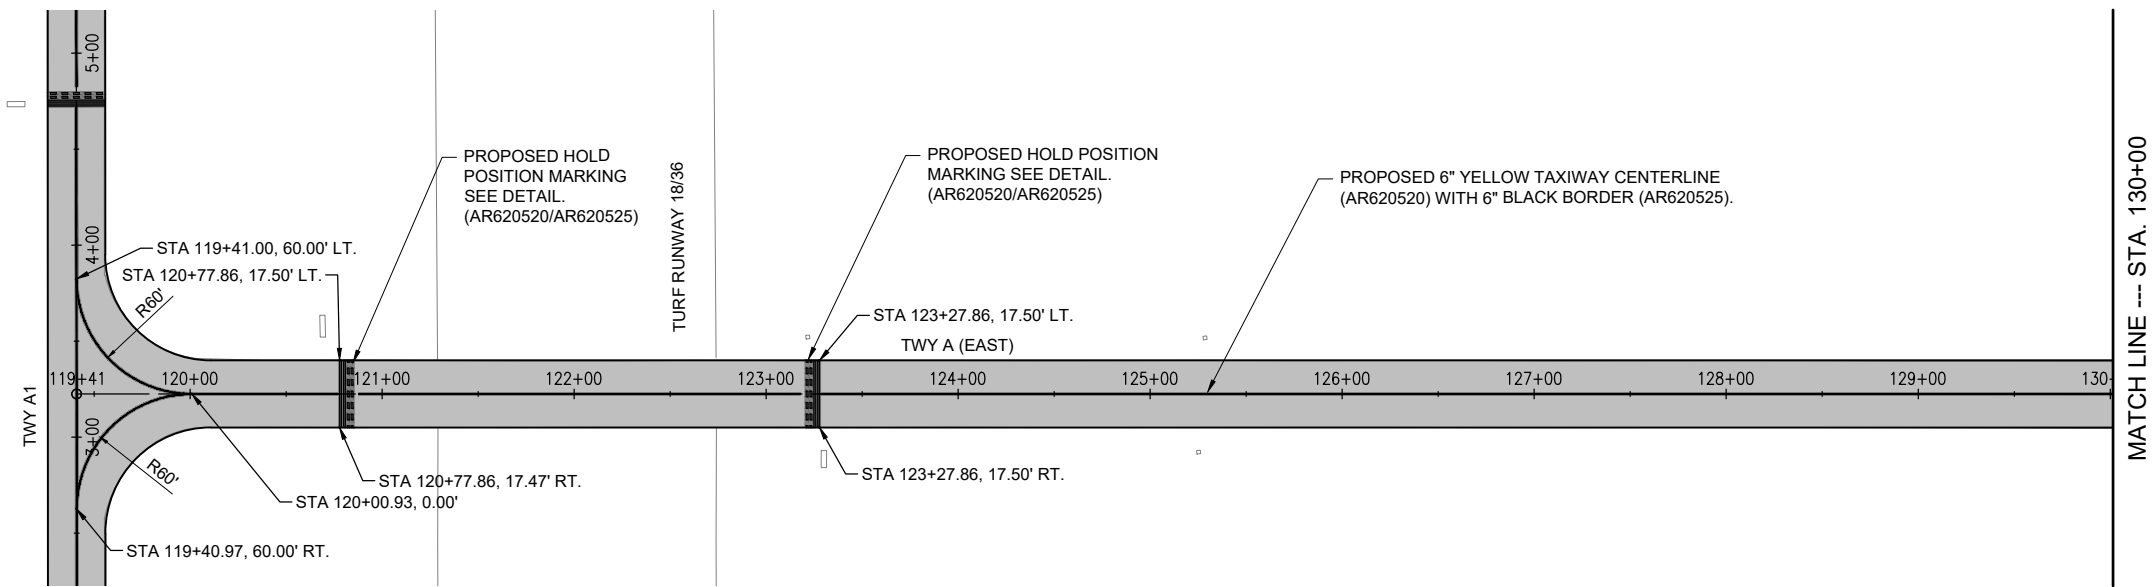 5+00
PROPOSED HOLD
POSITION MARKING
SEE DETAIL.
(AR620520/AR620525)
TURF RUNWAY 18/36
PROPOSED HOLD POSITION
MARKING SEE DETAIL.
(AR620520/AR620525)
PROPOSED 6" YELLOW TAXIWAY CENTERLINE
(AR620520) WITH 6" BLACK BORDER (AR620525).
MATCH LINE --- STA. 130+00
4+00
STA 119+41.00, 60.00' LT.
STA 120+77.86, 17.50' LT.
R60'
STA 123+27.86, 17.50' LT.
TWY A (EAST)
119+41
120+00
121+00
122+00
123+00
124+00
125+00
126+00
127+00
128+00
129+00
130+
TWY A1
3+00
R60'
STA 120+77.86, 17.47' RT.
STA 123+27.86, 17.50' RT.
STA 120+00.93, 0.00'
STA 119+40.97, 60.00' RT.